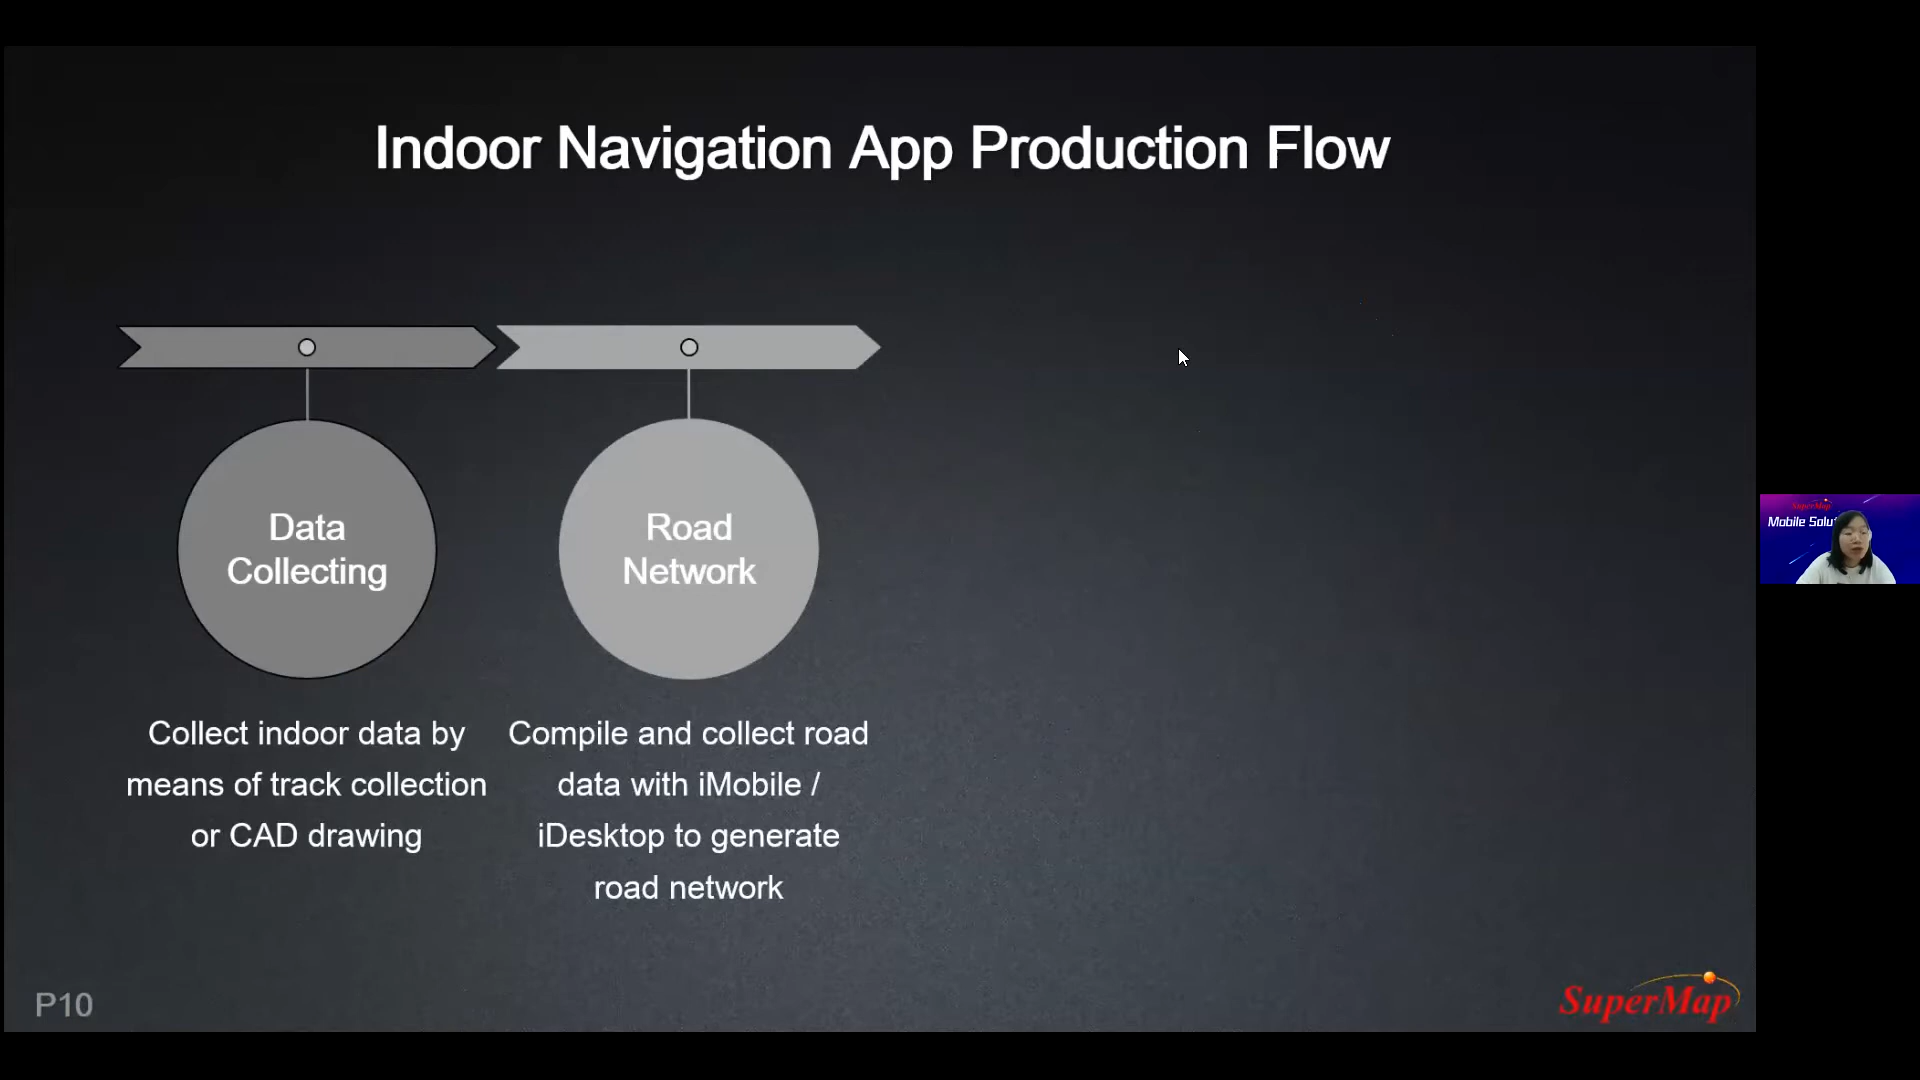 Indoor Navigation App Production Flow
Data
Collecting
Road
Network
Collect indoor data by
means of track collection
or CAD drawing
Compile and collect road
data with iMobile /
iDesktop to generate
road network
P10
SuperMap
SuperMap
Mobile Solu